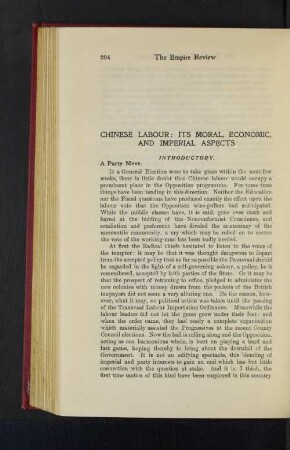 204 The Empire Review
CHINESE LABOUR: ITS MORAL, ECONOMIC,
AND IMPERIAL ASPECTS
INTRODUCTORY.
A Party Move.
If a General Election were to take place within the next few
weeks, there is little doubt that Chinese labour would occupy a
prominent place in the Opposition programme. For some time
things have been tending in this direction. Neither the Education
nor the Fiscal questions have produced exactly the effect upon the
labour vote that the Opposition wire-pullers had anticipated.
While the middle classes have, it is said, gone over stock and
barrel at the bidding of the Nonconformist Conscience, and
retaliation and preference have divided the unanimity of the
mercantile community, a cry which may be relied on to secure
the vote of the working-man has been badly needed.
At first the Radical chiefs hesitated to listen to the voice of
the tempter; it may be that it was thought dangerous to depart
from the accepted policy that as far as possible the Transvaal should
be regarded in the light of a self-governing colony, a policy, be it
remembered, accepted by both parties of the State. Or it may be
that the prospect of returning to office, pledged to administer the
new colonies with money drawn from the pockets of the British
taxpayers did not seem a very alluring one. Be the reason, however,
what it may, no political action was taken until the passing
of the Transvaal Labour Importation Ordinance. Meanwhile the
labour leaders did not let the grass grow under their feet; and
when the order came, they had ready a complete organisation
which materially assisted the Progressives at the recent County
Council elections. Now the ball is rolling along and the Opposition,
acting as one harmonious whole, is bent on playing a hard and
fast game, hoping thereby to bring about the downfall of the
Government. It is not an edifying spectacle, this blending of
imperial and party interests to gain an end which has but little
connection with the question at stake. And it is, I think, the
first time tactics of this kind have been employed in this country